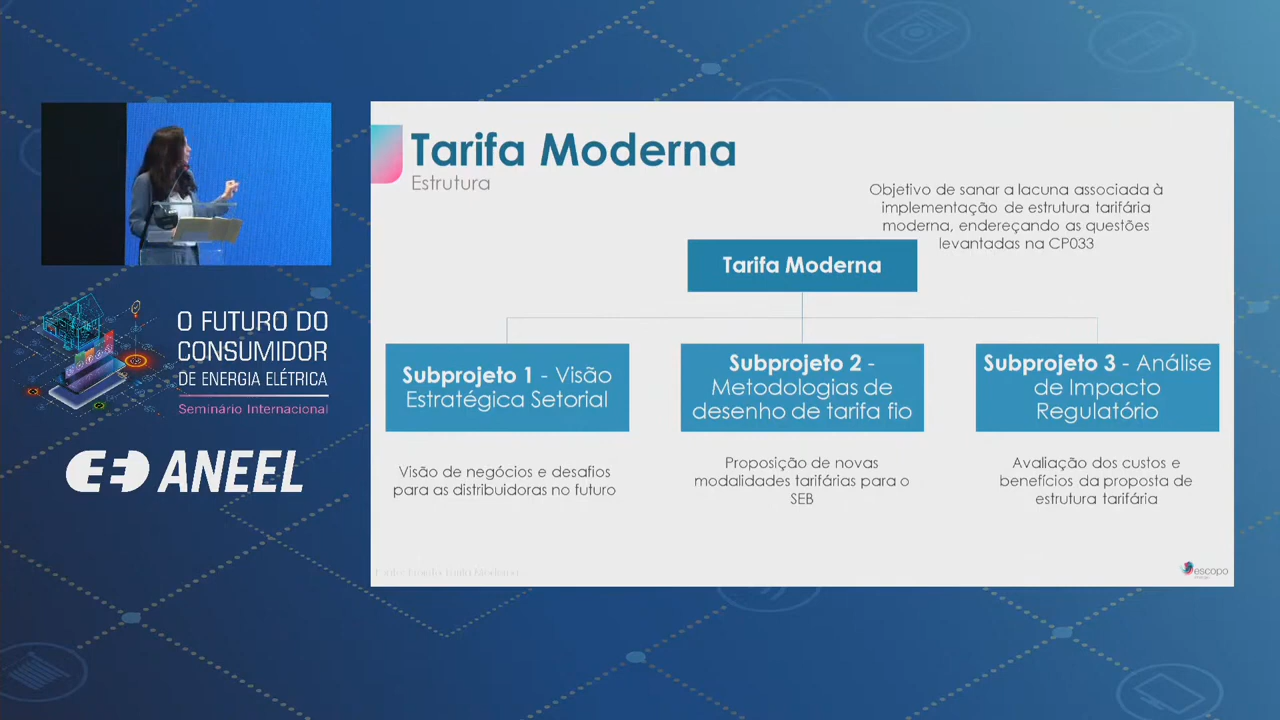 Tarifa Moderna
Estrutura
Objetivo de sanar a lacuna associada à
implementação de estrutura tarifária
moderna, endereçando as questões
levantadas na CP033
Tarifa Moderna
Subprojeto 1 - Visão
Estratégica Setorial
Subprojeto 2 -
Metodologias de
desenho de tarifa fio
Subprojeto 3 - Análise
de Impacto
Regulatório
Visão de negócios e desafios
para as distribuidoras no futuro
Proposição de novas
modalidades tarifárias para o
SEB
Avaliação dos custos e
benefícios da proposta de
estrutura tarifária
escopo
O FUTURO DO
CONSUMIDOR
DE ENERGIA ELÉTRICA
Seminário Internacional
ANEEL